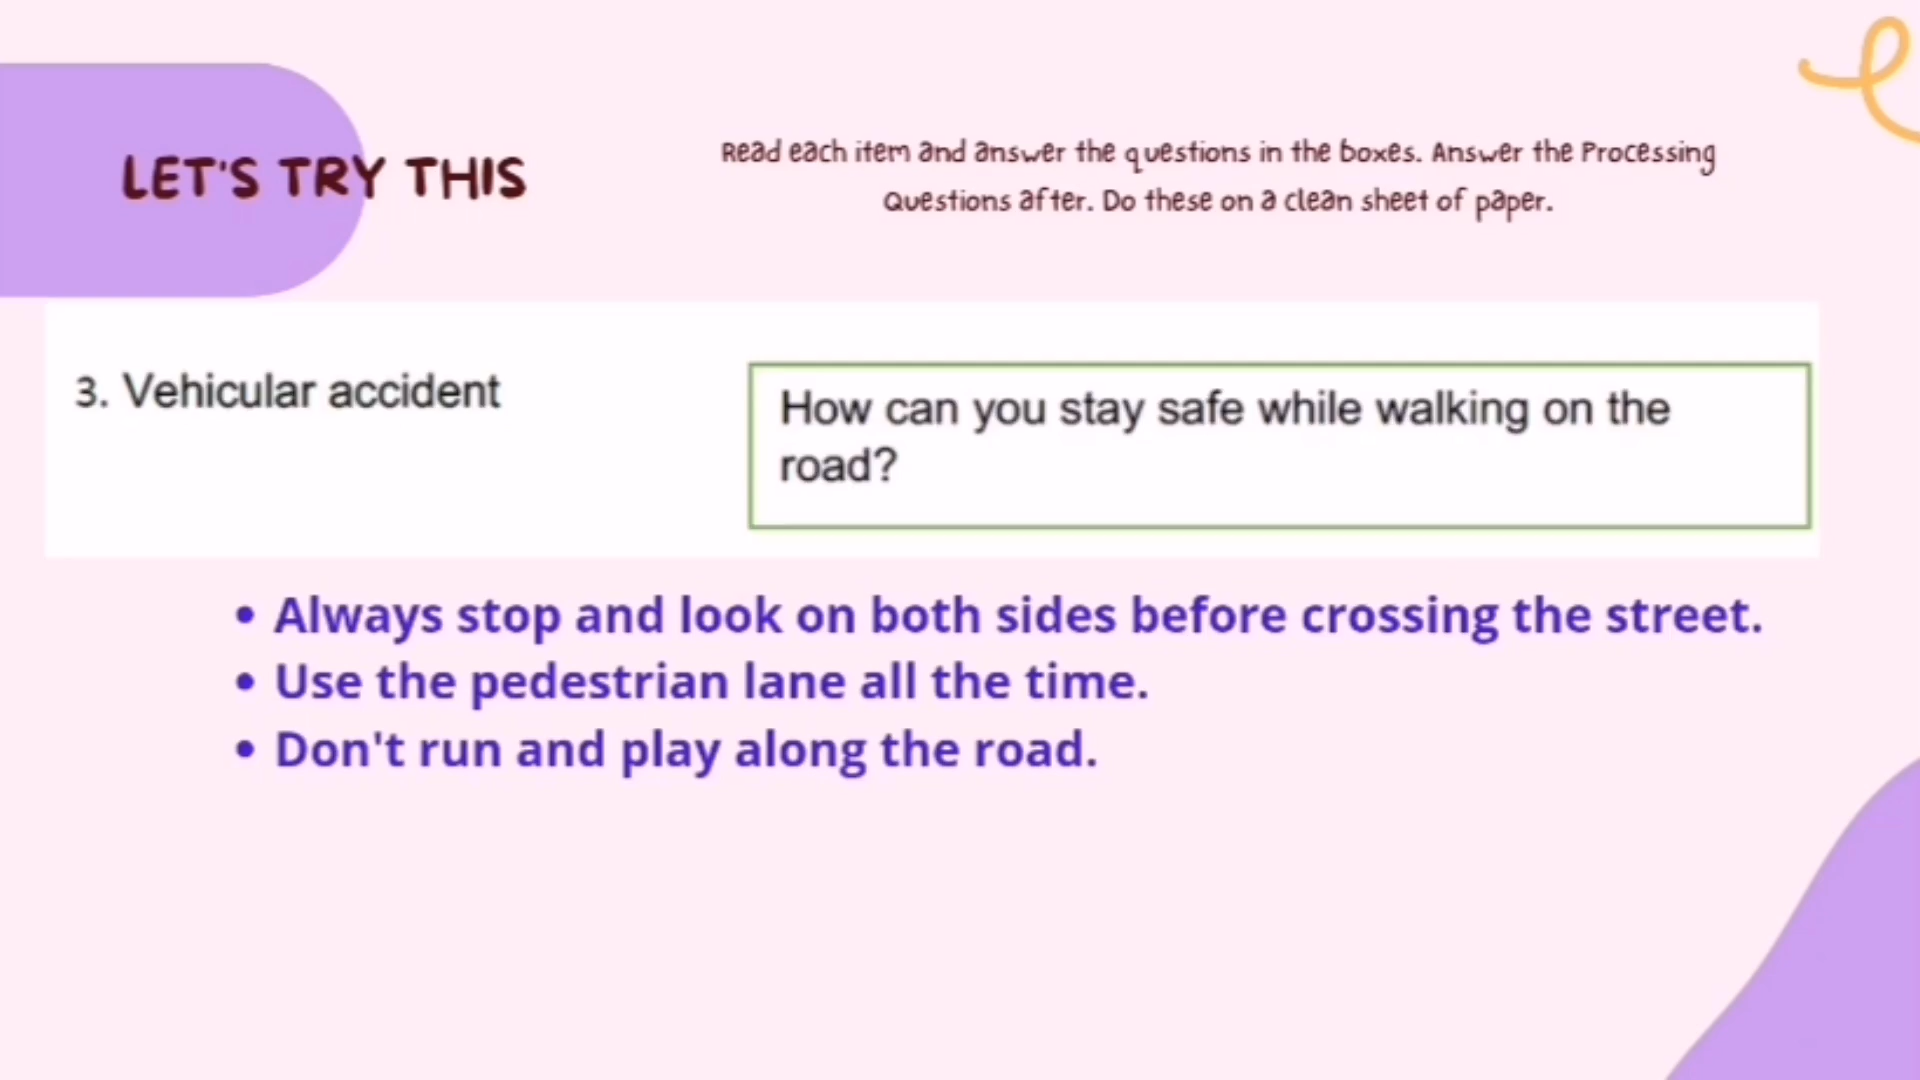 LET'S TRY THIS
Read each item and answer the questions in the boxes. Answer the Processing
Questions after. Do these on a clean sheet of paper.
3. Vehicular accident
How can you stay safe while walking on the
road?
• Always stop and look on both sides before crossing the street.
• Use the pedestrian lane all the time.
• Don't run and play along the road.